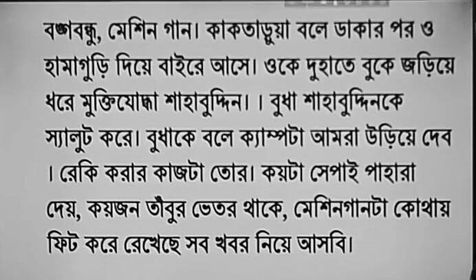 বঙ্গবন্ধু, মেশিন গান। কাকতাড়ুয়া বলে ডাকার পর ও
হামাগুড়ি দিয়ে বাইরে আসে। ওকে দুহাতে বুকে জড়িয়ে
ধরে মুক্তিযোদ্ধা শাহাবুদ্দিন।। বুধা শাহাবুদ্দিনকে
স্যালুট করে। বুধাকে বলে ক্যাম্পটা আমরা উড়িয়ে দেব
। রেকি করার কাজটা তোর। কয়টা সেপাই পাহারা
দেয়, কয়জন তাঁবুর ভেতর থাকে, মেশিনগানটা কোথায়
ফিট করে রেখেছে সব খবর নিয়ে আসবি।